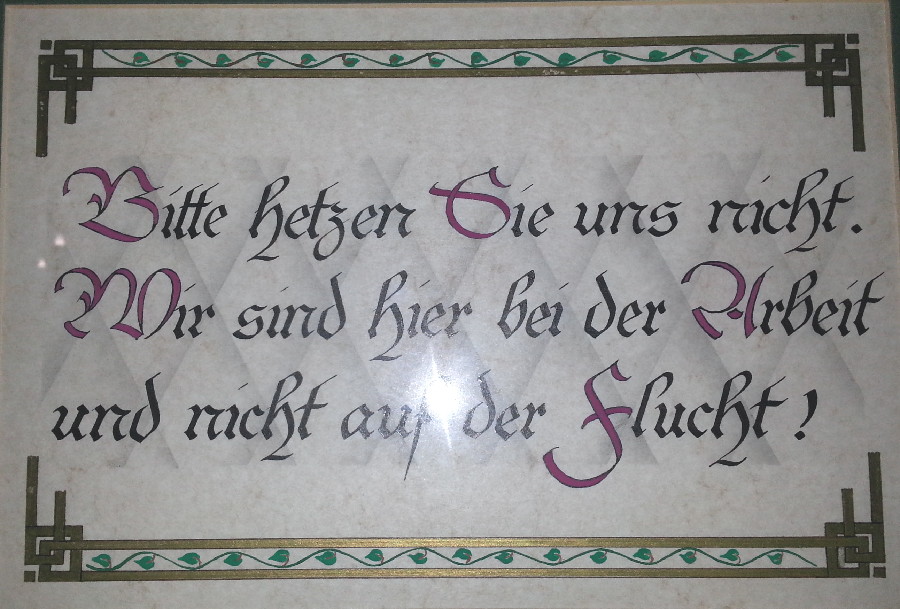 Bitte hetzen Sie uns nicht.
Wir sind hier bei der Arbeit
und nicht auf der Flucht!